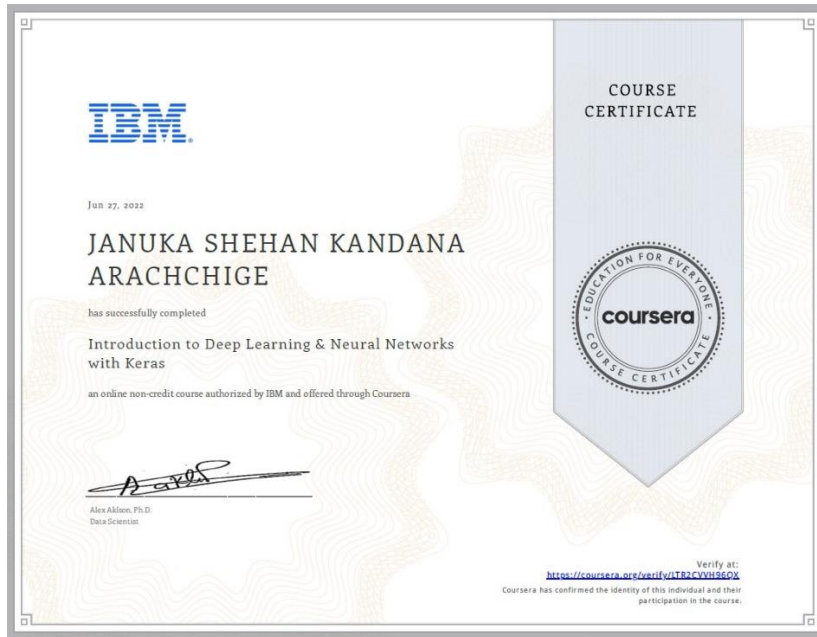 IBM
Jun 27, 2022
JANUKA SHEHAN KANDANA
ARACHCHIGE
has successfully completed
Introduction to Deep Learning & Neural Networks
with Keras
an online non-credit course authorized by IBM and offered through Coursera
Alex Aklson, Ph.D.
Data Scientist
COURSE
CERTIFICATE
EDUCATION FOR EVERYONE
coursera
COURSE CERTIFICATE
Verify at:
https://coursera.org/verify/LTR2CVVH96QX
Coursera has confirmed the identity of this individual and their
participation in the course.